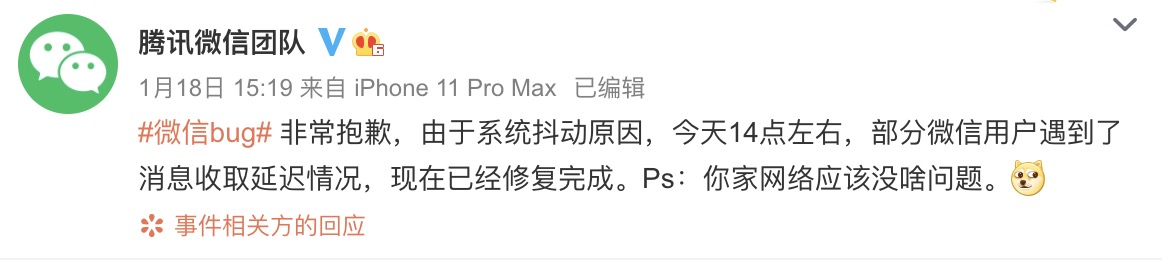 腾讯微信团队
1月18日 15:19 来自 iPhone 11 Pro Max 已编辑
#微信bug# 非常抱歉，由于系统抖动原因，今天14点左右，部分微信用户遇到了
消息收取延迟情况，现在已经修复完成。Ps：你家网络应该没啥问题。
事件相关方的回应